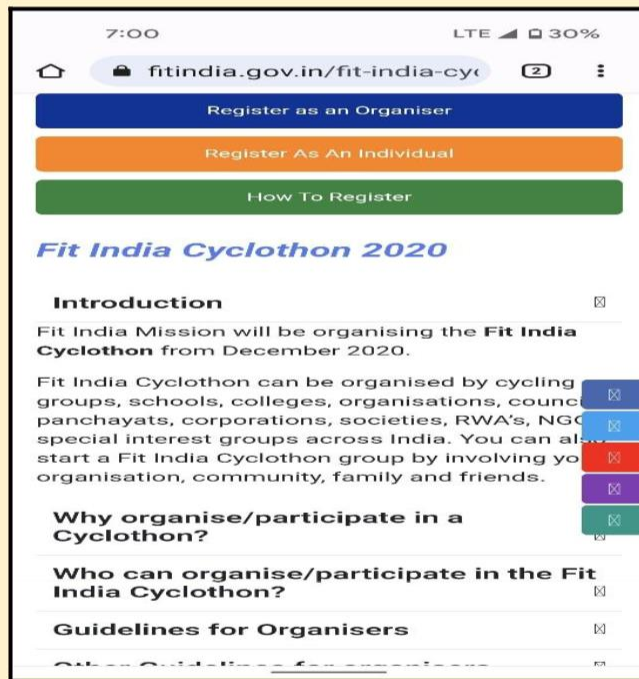 7:00 LTE 30%
fitindia.gov.in/fit-india-cy 2
Register as an Organiser
Register As An Individual
How To Register
Fit India Cyclothon 2020
Introduction
Fit India Mission will be organising the Fit India
Cyclothon from December 2020.
Fit India Cyclothon can be organised by cycling
groups, schools, colleges, organisations, counci
panchayats, corporations, societies, RWA's, NG
special interest groups across India. You can als
start a Fit India Cyclothon group by involving yo
organisation, community, family and friends.
Why organise/participate in a
Cyclothon?
Who can organise/participate in the Fit
India Cyclothon?
Guidelines for Organisers